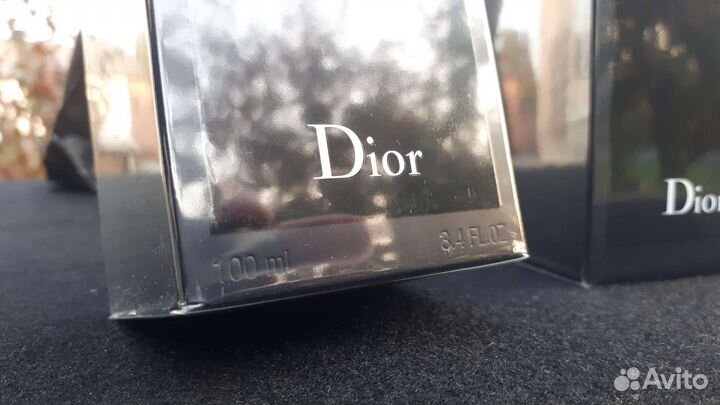 Dior
100 mL 3,4 FL.OZ
Dior
Avito